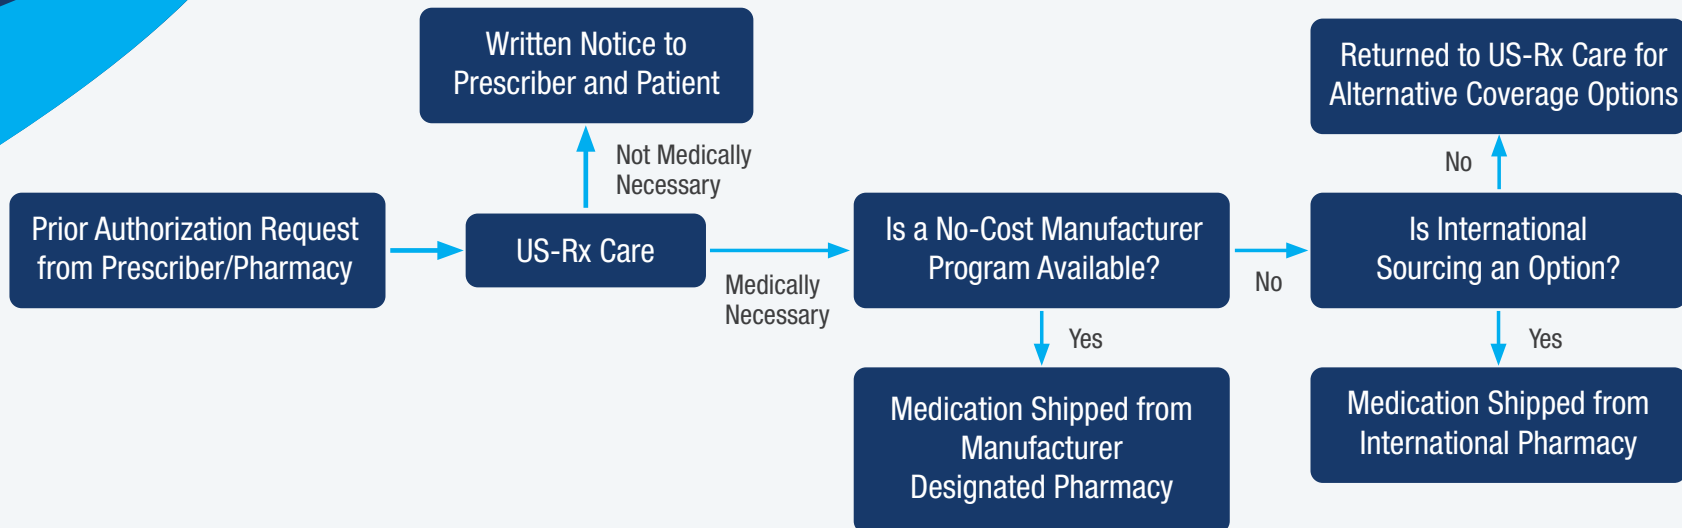 Written Notice to
Prescriber and Patient
Returned to US-Rx Care for
Alternative Coverage Options
Not Medically
Necessary
No
Prior Authorization Request
from Prescriber/Pharmacy
US-Rx Care
Medically
Necessary
Is a No-Cost Manufacturer
Program Available?
No
Is International
Sourcing an Option?
Yes
Yes
Medication Shipped from
Manufacturer
Designated Pharmacy
Medication Shipped from
International Pharmacy